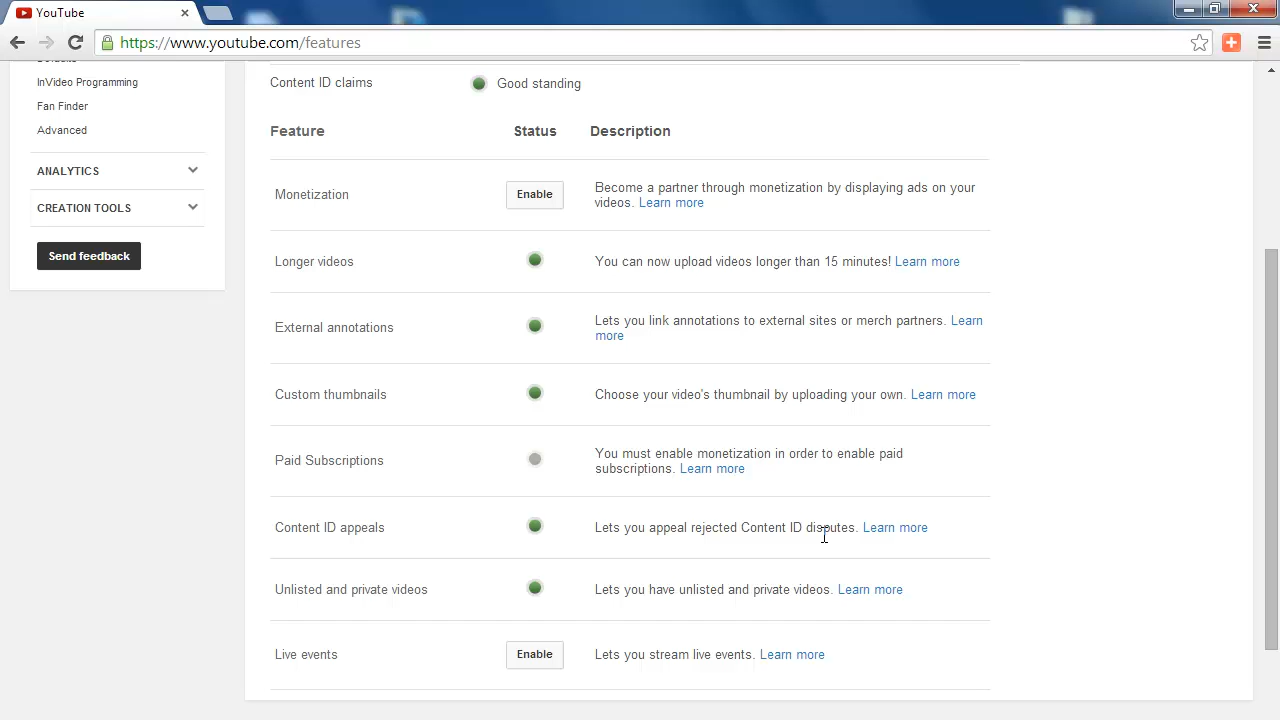 YouTube
https://www.youtube.com/features
InVideo Programming
Fan Finder
Advanced
ANALYTICS
CREATION TOOLS
Send feedback
Content ID claims Good standing
Feature Status Description
Monetization Enable Become a partner through monetization by displaying ads on your
videos. Learn more
Longer videos You can now upload videos longer than 15 minutes! Learn more
External annotations Lets you link annotations to external sites or merch partners. Learn
more
Custom thumbnails Choose your video's thumbnail by uploading your own. Learn more
Paid Subscriptions You must enable monetization in order to enable paid
subscriptions. Learn more
Content ID appeals Lets you appeal rejected Content ID disputes. Learn more
Unlisted and private videos Lets you have unlisted and private videos. Learn more
Live events Enable Lets you stream live events. Learn more